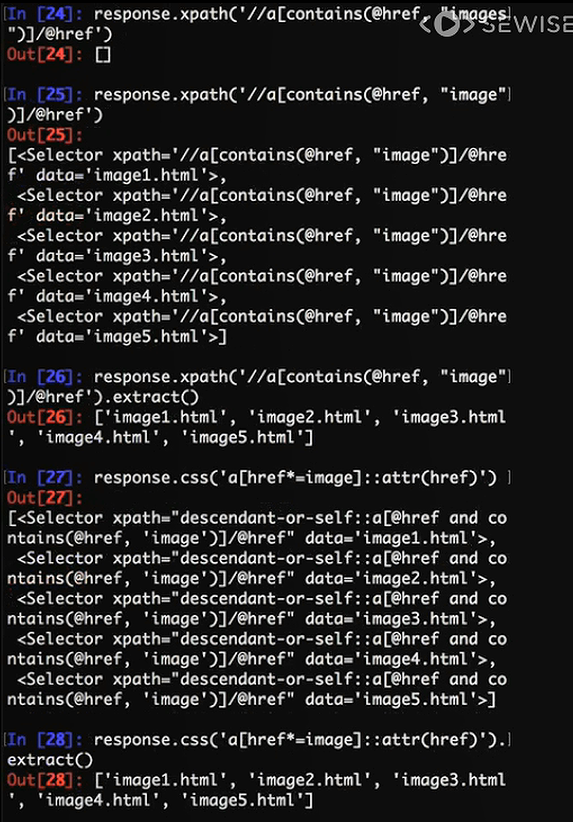 In [24]: response.xpath('//a[contains(@href, "images
")]/@href')
Out[24]: []
SEWISE
In [25]: response.xpath('//a[contains(@href, "image"
)]/@href')
Out[25]:
[<Selector xpath='//a[contains(@href, "image")]/@hre
f' data='image1.html'>,
 <Selector xpath='//a[contains(@href, "image")]/@hre
f' data='image2.html'>,
 <Selector xpath='//a[contains(@href, "image")]/@hre
f' data='image3.html'>,
 <Selector xpath='//a[contains(@href, "image")]/@hre
f' data='image4.html'>,
 <Selector xpath='//a[contains(@href, "image")]/@hre
f' data='image5.html'>]
In [26]: response.xpath('//a[contains(@href, "image"
)]/@href').extract()
Out[26]: ['image1.html', 'image2.html', 'image3.html
', 'image4.html', 'image5.html']
In [27]: response.css('a[href*=image]::attr(href)')
Out[27]:
[<Selector xpath="descendant-or-self::a[@href and co
ntains(@href, 'image')]/@href" data='image1.html'>,
 <Selector xpath="descendant-or-self::a[@href and co
ntains(@href, 'image')]/@href" data='image2.html'>,
 <Selector xpath="descendant-or-self::a[@href and co
ntains(@href, 'image')]/@href" data='image3.html'>,
 <Selector xpath="descendant-or-self::a[@href and co
ntains(@href, 'image')]/@href" data='image4.html'>,
 <Selector xpath="descendant-or-self::a[@href and co
ntains(@href, 'image')]/@href" data='image5.html'>]
In [28]: response.css('a[href*=image]::attr(href)').
extract()
Out[28]: ['image1.html', 'image2.html', 'image3.html
', 'image4.html', 'image5.html']